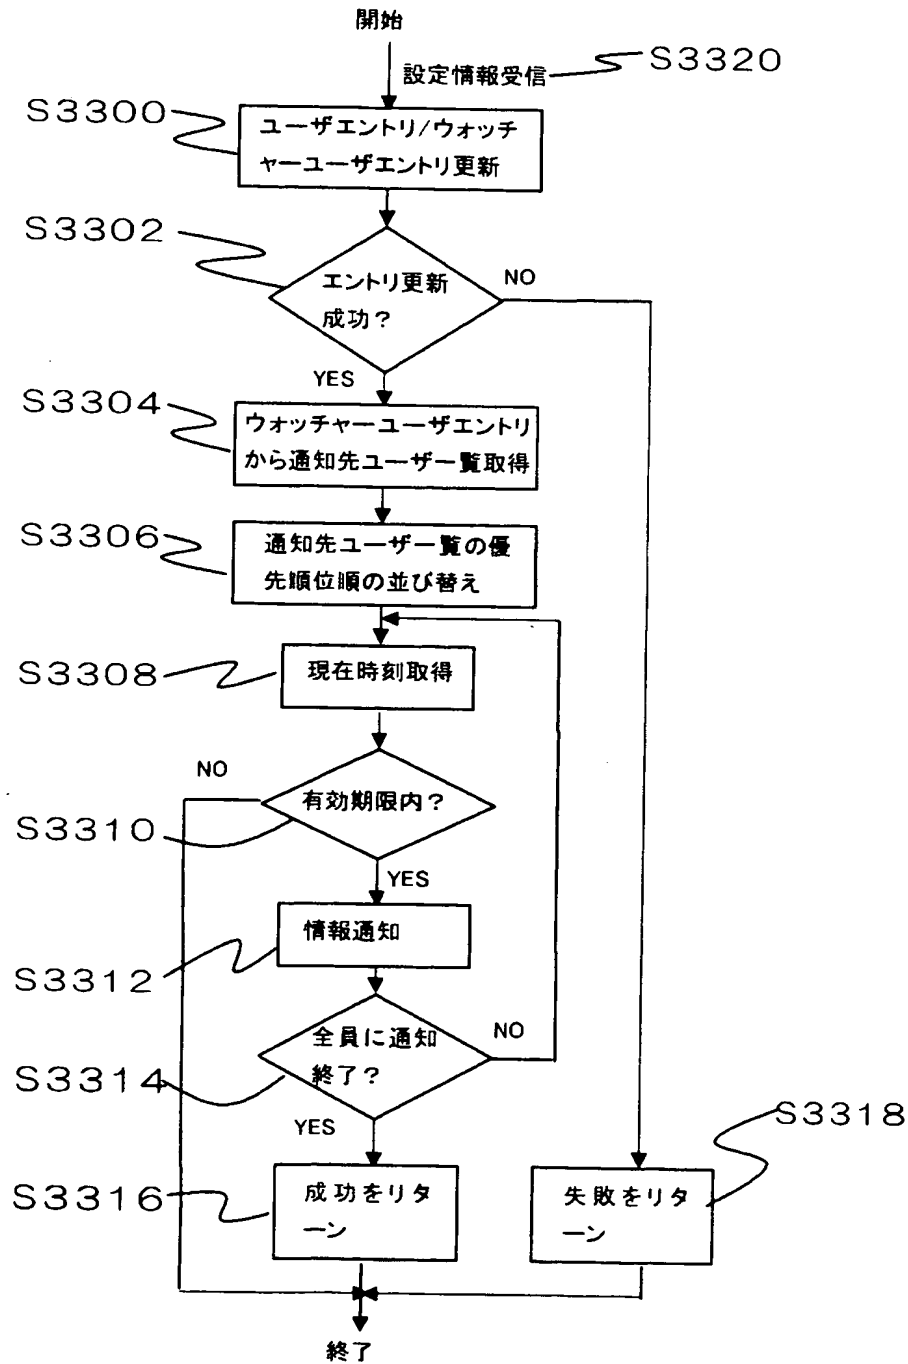 開始
設定情報受信
S3320
S3300
ユーザエントリ/ウォッチ
ャーユーザエントリ更新
S3302
エントリ更新
成功？
NO
YES
S3304
ウォッチャーユーザエントリ
から通知先ユーザ一覧取得
S3306
通知先ユーザ一覧の優
先順位順の並び替え
S3308
現在時刻取得
NO
有効期限内？
S3310
YES
情報通知
S3312
全員に通知
終了？
NO
S3314
YES
S3318
S3316
成功をリタ
ーン
失敗をリタ
ーン
終了